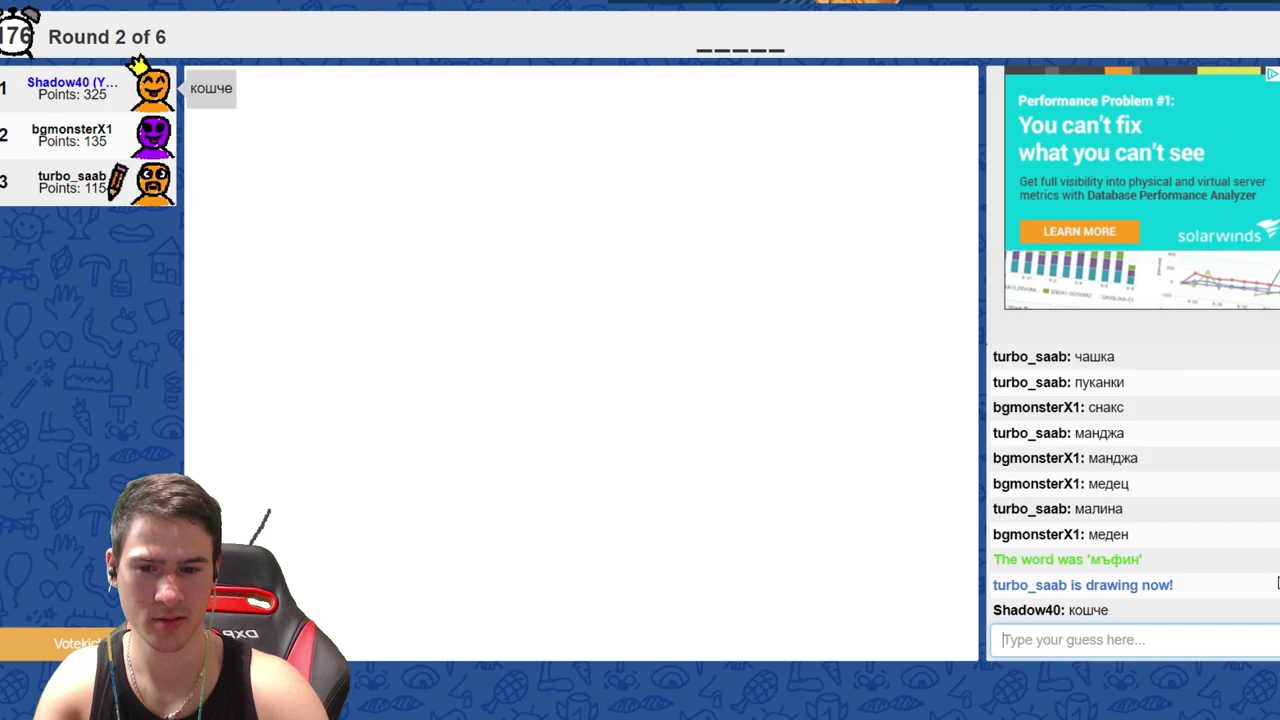 176
Round 2 of 6
_ _ _ _ _
1
Shadow40 (Y...
Points: 325
кошче
2
bgmonsterX1
Points: 135
3
turbo_saab
Points: 115
Performance Problem #1:
You can't fix
what you can't see
Get full visibility into physical and virtual server
metrics with Database Performance Analyzer
LEARN MORE
solarwinds
turbo_saab: чашка
turbo_saab: пуканки
bgmonsterX1: снакс
turbo_saab: манджа
bgmonsterX1: манджа
bgmonsterX1: медец
turbo_saab: малина
bgmonsterX1: меден
The word was 'мъфин'
turbo_saab is drawing now!
Shadow40: кошче
Type your guess here...
Votekick
DXR